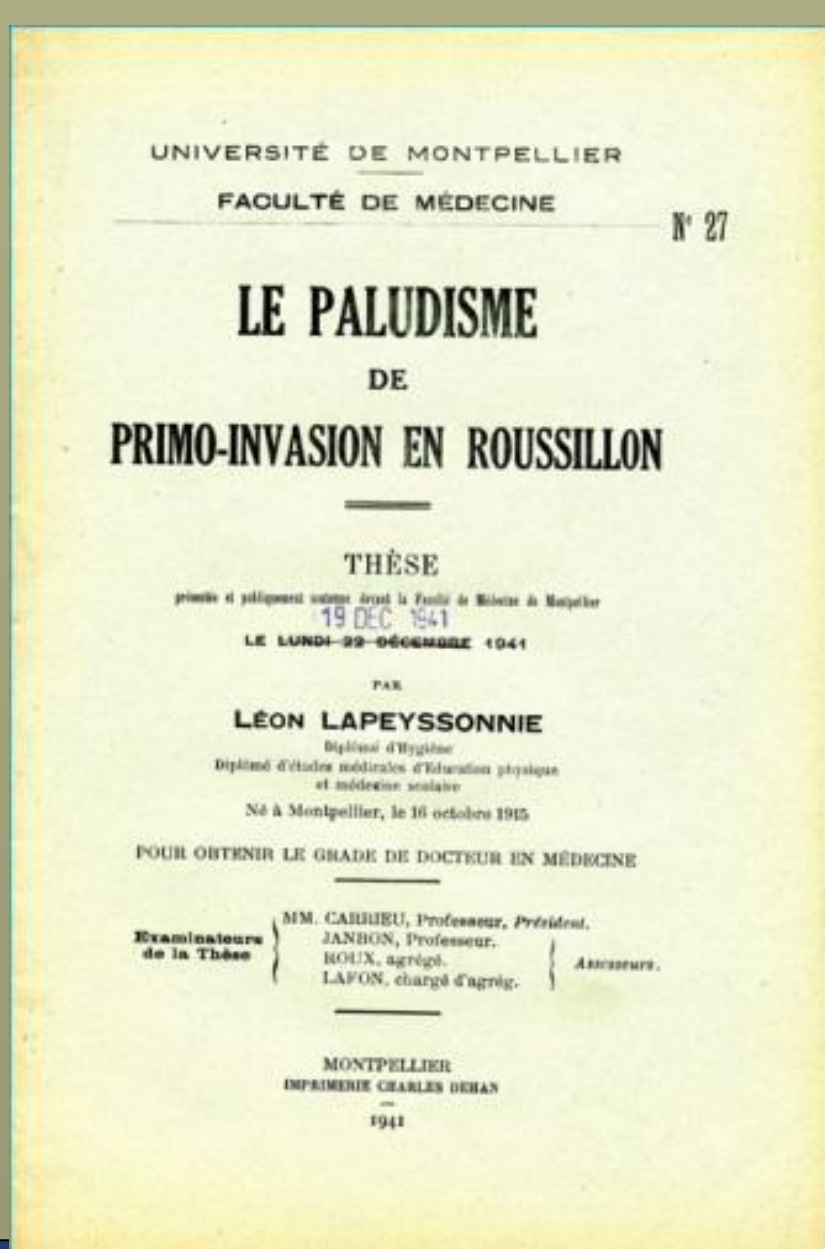 UNIVERSITÉ DE MONTPELLIER
FACULTÉ DE MÉDECINE
N° 27
LE PALUDISME
DE
PRIMO-INVASION EN ROUSSILLON
THÈSE
présentée et publiquement soutenue devant la Faculté de Médecine de Montpellier
19 DEC 1941
LE LUNDI 22 DÉCEMBRE 1941
PAR
LÉON LAPEYSSONNIE
Diplômé d'Hygiène
Diplômé d'études médicales d'Education physique
et médecine scolaire
Né à Montpellier, le 16 octobre 1915
POUR OBTENIR LE GRADE DE DOCTEUR EN MÉDECINE
Examinateurs
de la Thèse
MM. CARRIEU, Professeur, Président.
JANBON, Professeur.
ROUX, agrégé.
LAFON, chargé d'agrég.
Assesseurs.
MONTPELLIER
IMPRIMERIE CHARLES DEHAN
1941